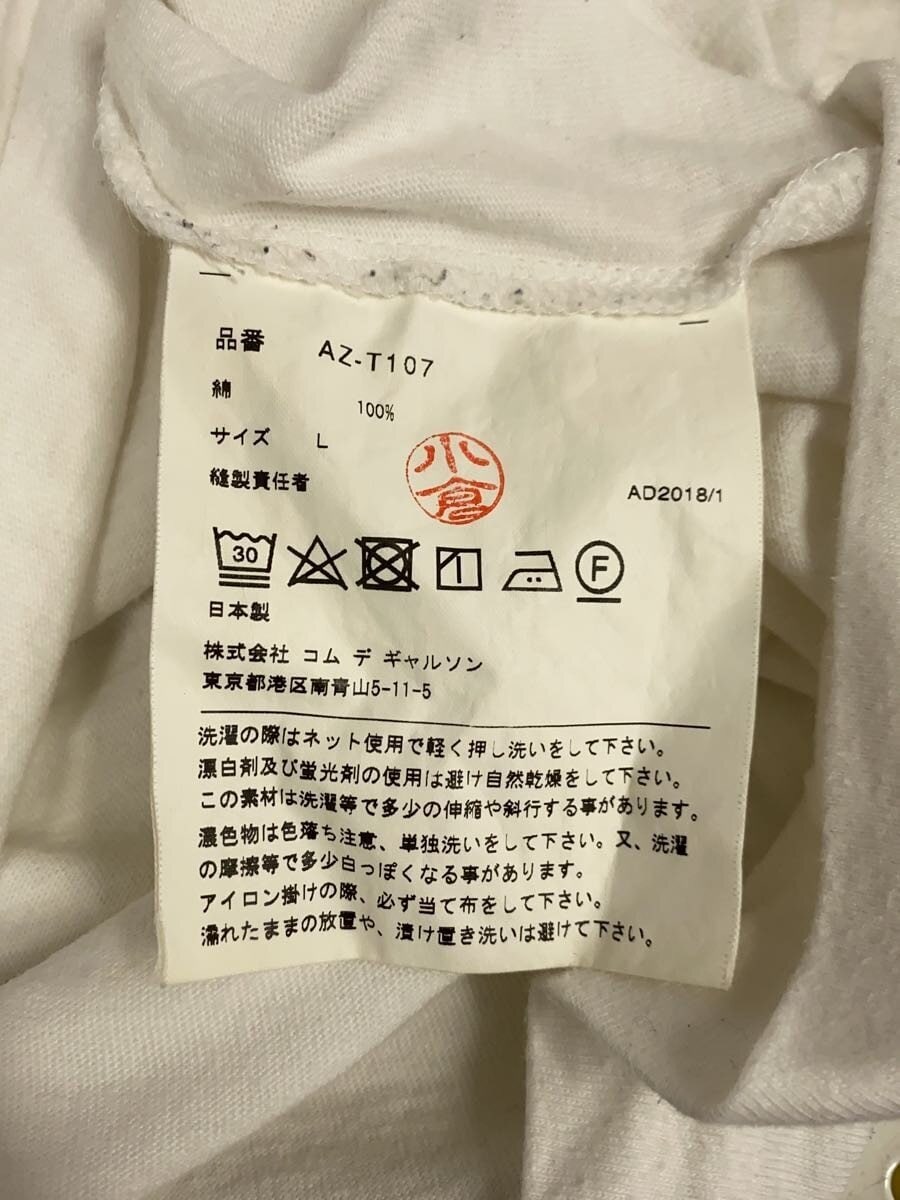 品番 AZ-T107
綿 100%
サイズ L
縫製責任者 小倉 AD2018/1
30 F
日本製
株式会社 コム デ ギャルソン
東京都港区南青山5-11-5
洗濯の際はネット使用で軽く押し洗いをして下さい。
漂白剤及び蛍光剤の使用は避け自然乾燥をして下さい。
この素材は洗濯等で多少の伸縮や斜行する事があります。
濃色物は色落ち注意、単独洗いをして下さい。又、洗濯
の摩擦等で多少白っぽくなる事があります。
アイロン掛けの際、必ず当て布をして下さい。
濡れたままの放置や、漬け置き洗いは避けて下さい。